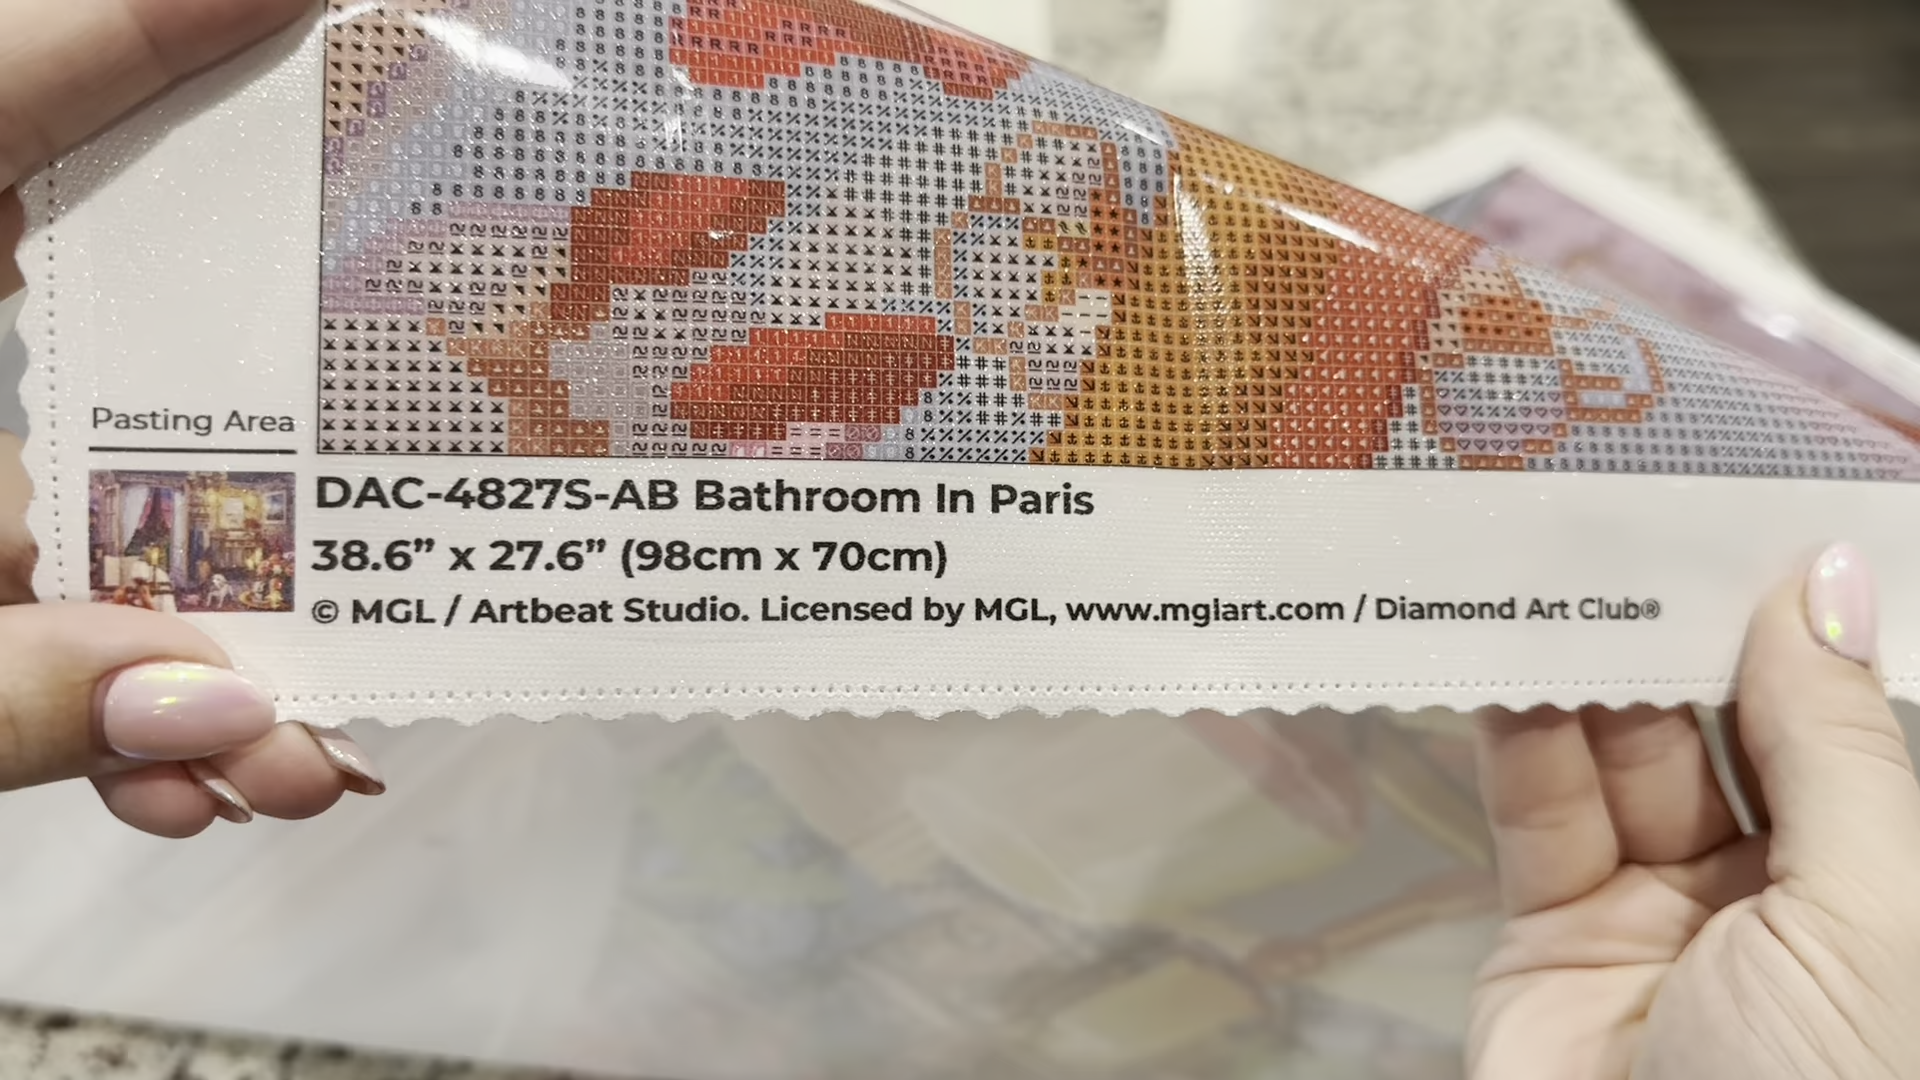 Pasting Area
DAC-4827S-AB Bathroom In Paris
38.6” x 27.6” (98cm x 70cm)
© MGL / Artbeat Studio. Licensed by MGL, www.mglart.com / Diamond Art Club®